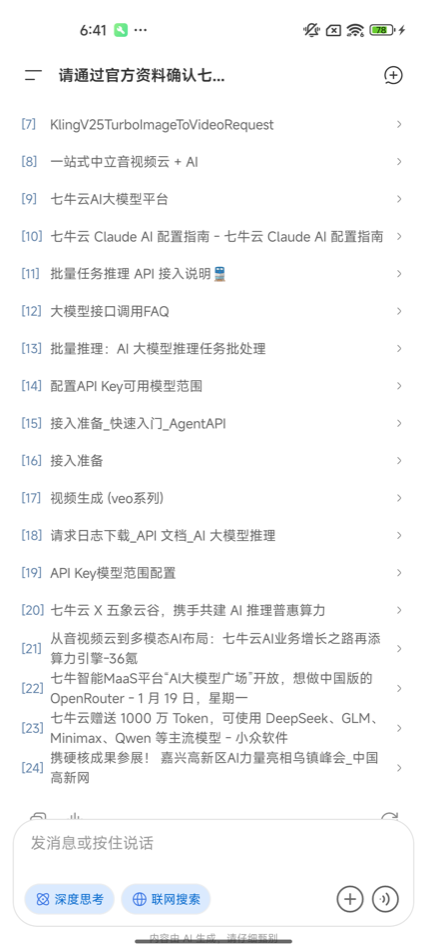 6:41
78
请通过官方资料确认七...
[7] KlingV25TurboImageToVideoRequest
[8] 一站式中立音视频云 + AI
[9] 七牛云AI大模型平台
[10] 七牛云 Claude AI 配置指南 - 七牛云 Claude AI 配置指南
[11] 批量任务推理 API 接入说明
[12] 大模型接口调用FAQ
[13] 批量推理：AI 大模型推理任务批处理
[14] 配置API Key可用模型范围
[15] 接入准备_快速入门_AgentAPI
[16] 接入准备
[17] 视频生成 (veo系列)
[18] 请求日志下载_API 文档_AI 大模型推理
[19] API Key模型范围配置
[20] 七牛云 X 五象云谷，携手共建 AI 推理普惠算力
[21] 从音视频云到多模态AI布局：七牛云AI业务增长之路再添
算力引擎-36氪
[22] 七牛智能MaaS平台“AI大模型广场”开放，想做中国版的
OpenRouter - 1 月 19 日，星期一
[23] 七牛云赠送 1000 万 Token，可使用 DeepSeek、GLM、
Minimax、Qwen 等主流模型 - 小众软件
[24] 携硬核成果参展！ 嘉兴高新区AI力量亮相乌镇峰会_中国
高新网
发消息或按住说话
深度思考
联网搜索
内容由 AI 生成，请仔细甄别